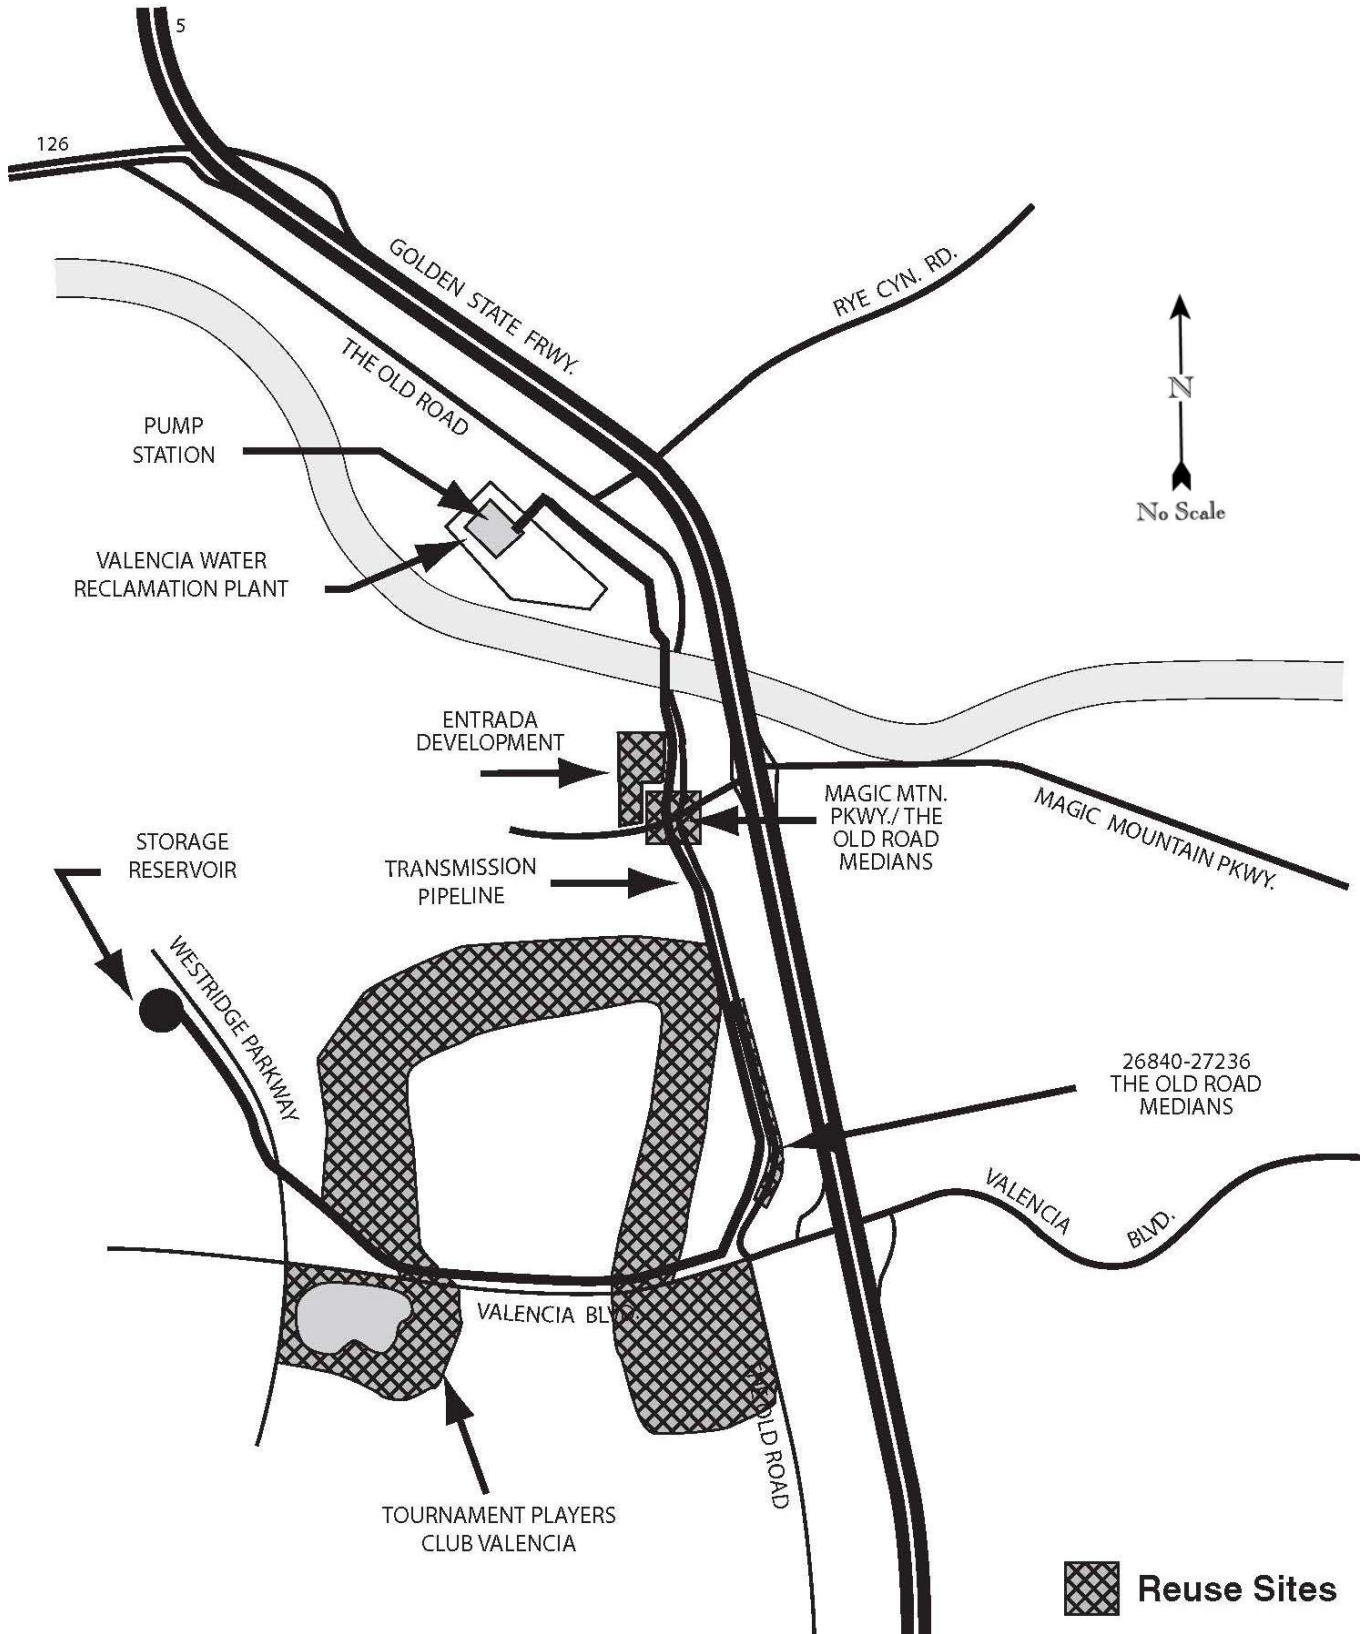 5
126
GOLDEN STATE FRWY.
RYE CYN. RD.
THE OLD ROAD
N
No Scale
PUMP
STATION
VALENCIA WATER
RECLAMATION PLANT
ENTRADA
DEVELOPMENT
MAGIC MTN.
PKWY./ THE
OLD ROAD
MEDIANS
MAGIC MOUNTAIN PKWY.
STORAGE
RESERVOIR
TRANSMISSION
PIPELINE
WESTRIDGE PARKWAY
26840-27236
THE OLD ROAD
MEDIANS
VALENCIA BLVD.
VALENCIA BLVD.
THE OLD ROAD
TOURNAMENT PLAYERS
CLUB VALENCIA
Reuse Sites